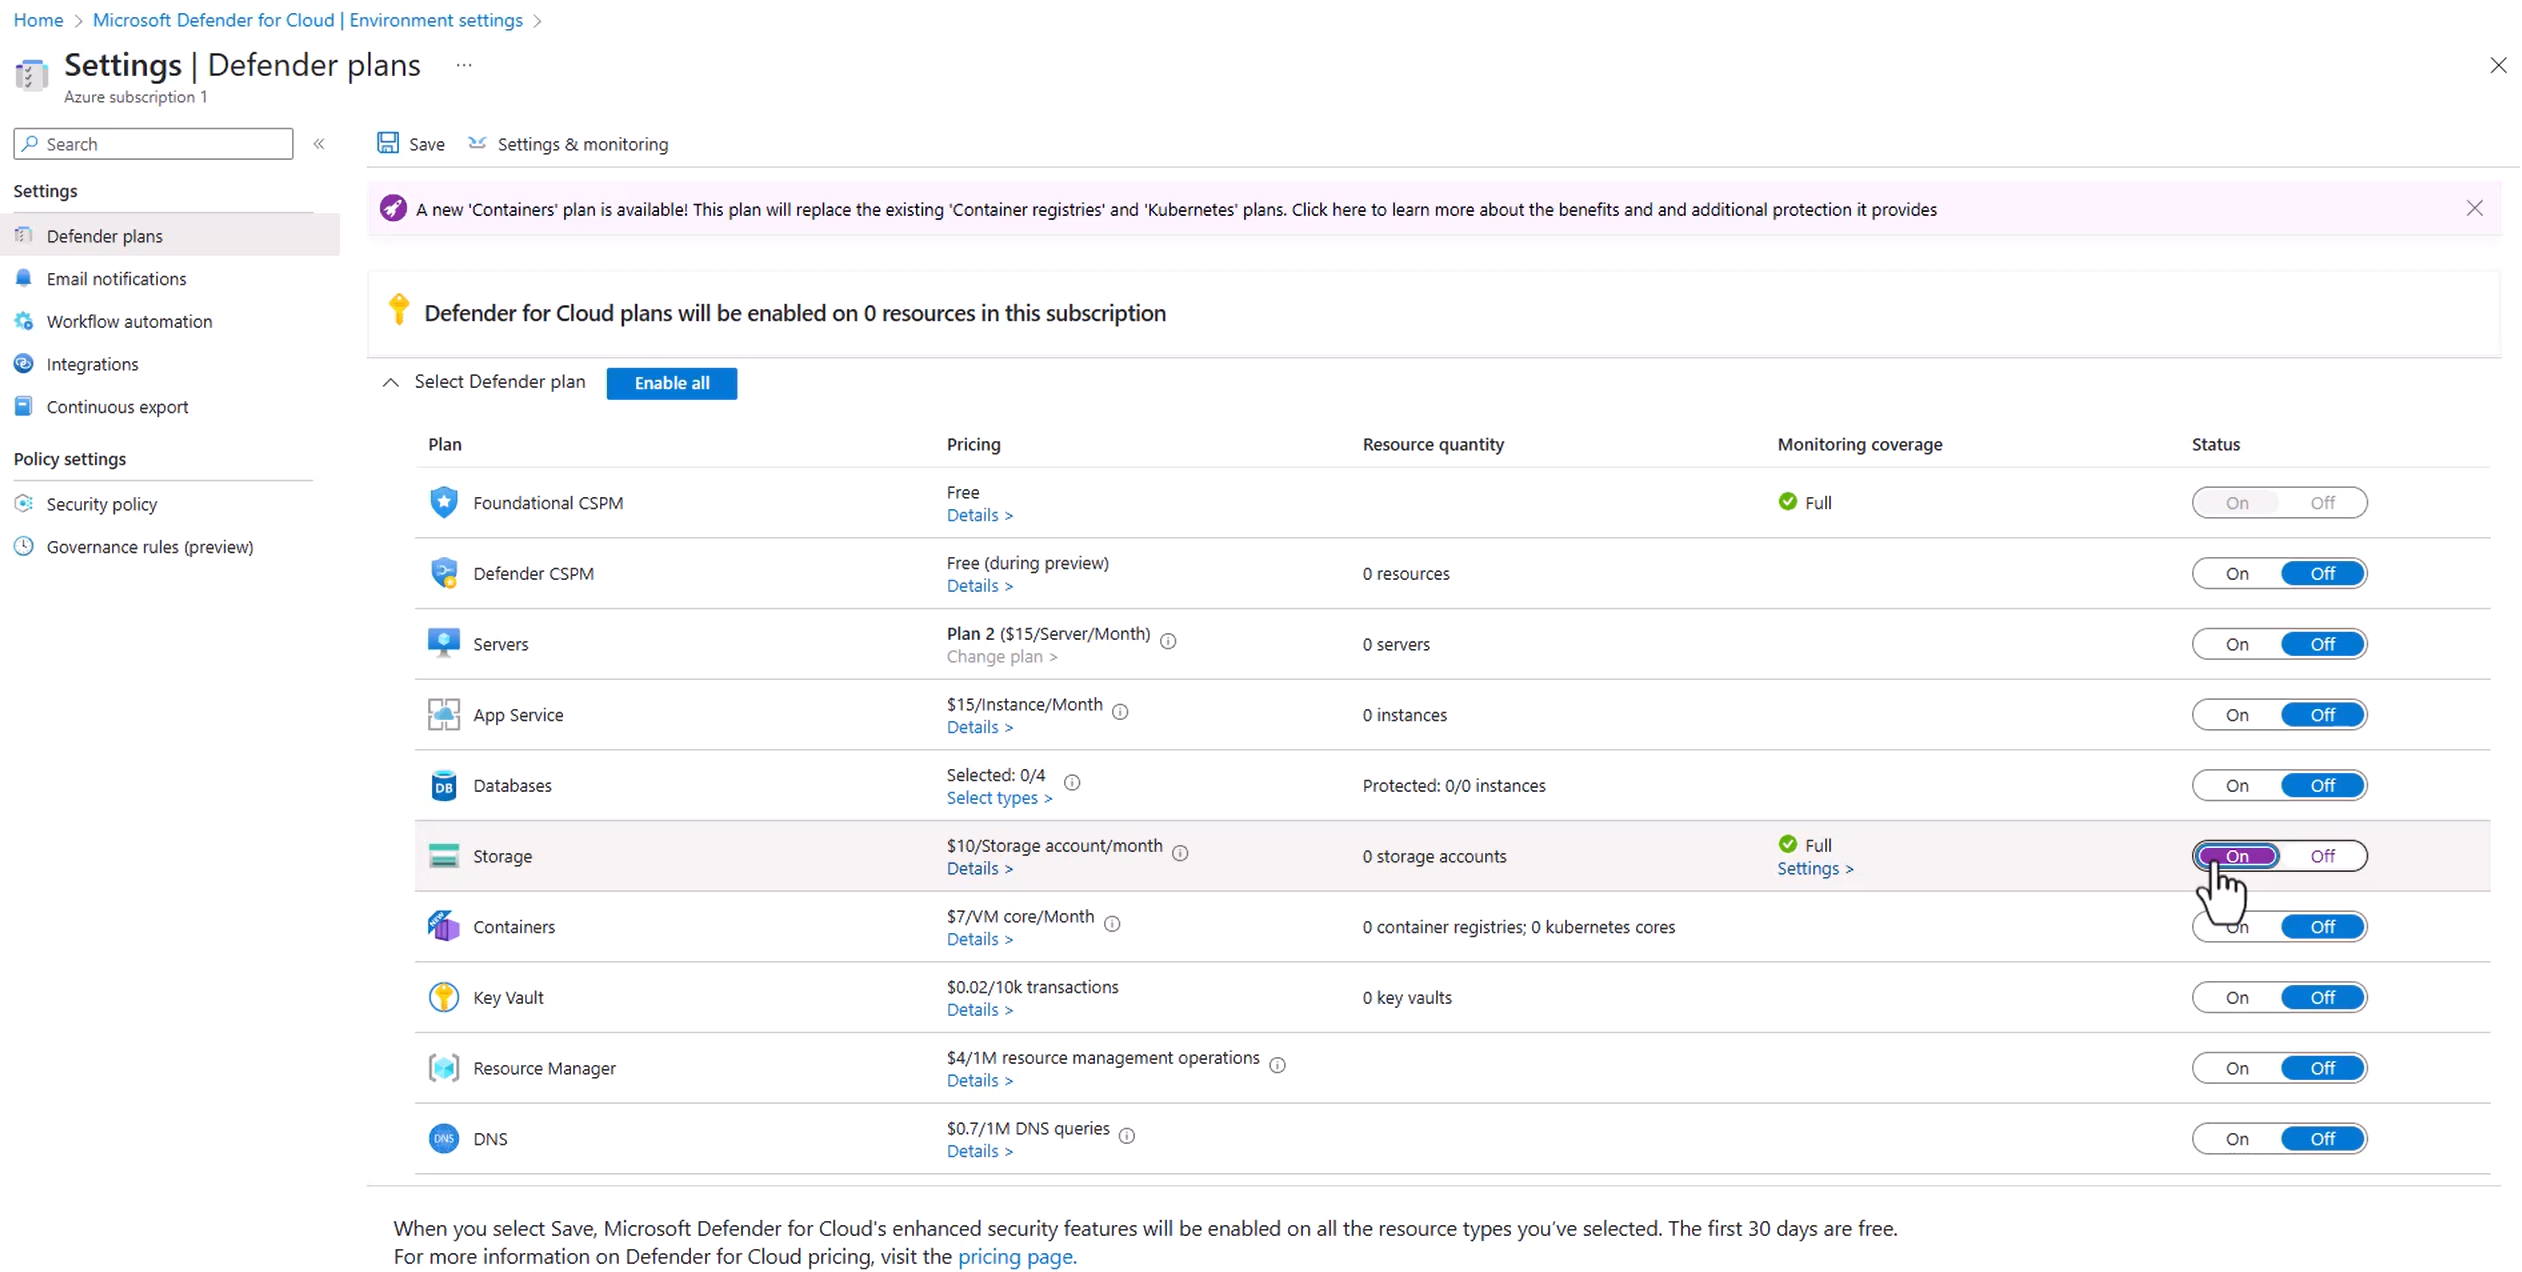 Home > Microsoft Defender for Cloud | Environment settings >
Settings | Defender plans ...
Azure subscription 1
Search «
Settings
Defender plans
Email notifications
Workflow automation
Integrations
Continuous export
Policy settings
Security policy
Governance rules (preview)
Save Settings & monitoring
A new 'Containers' plan is available! This plan will replace the existing 'Container registries' and 'Kubernetes' plans. Click here to learn more about the benefits and and additional protection it provides
Defender for Cloud plans will be enabled on 0 resources in this subscription
Select Defender plan Enable all
Plan Pricing Resource quantity Monitoring coverage Status
Foundational CSPM Free Full On Off
Details >
Defender CSPM Free (during preview) 0 resources On Off
Details >
Servers Plan 2 ($15/Server/Month) 0 servers On Off
Change plan >
App Service $15/Instance/Month 0 instances On Off
Details >
DB Databases Selected: 0/4 Protected: 0/0 instances On Off
Select types >
Storage $10/Storage account/month 0 storage accounts Full On Off
Details > Settings >
NEW Containers $7/VM core/Month 0 container registries; 0 kubernetes cores On Off
Details >
Key Vault $0.02/10k transactions 0 key vaults On Off
Details >
Resource Manager $4/1M resource management operations On Off
Details >
DNS DNS $0.7/1M DNS queries On Off
Details >
When you select Save, Microsoft Defender for Cloud's enhanced security features will be enabled on all the resource types you've selected. The first 30 days are free.
For more information on Defender for Cloud pricing, visit the pricing page.